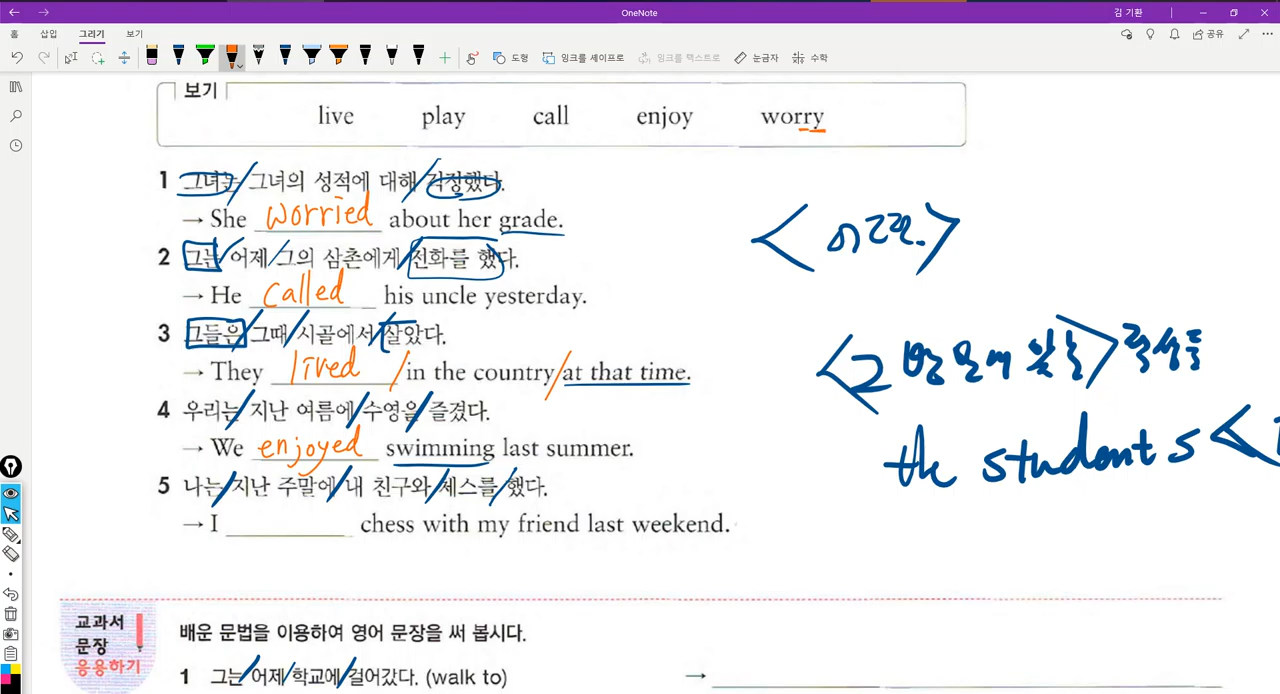 OneNote
김 기환
홈 삽입 그리기 보기
공유
도형 잉크를 셰이프로 잉크를 텍스트로 눈금자 수학
보기
live play call enjoy worry
1 그녀는 그녀의 성적에 대해 걱정했다.
→ She worried about her grade.
2 그는 어제 그의 삼촌에게 전화를 했다.
→ He called his uncle yesterday.
3 그들은 그때 시골에서 살았다.
→ They lived in the country at that time.
4 우리는 지난 여름에 수영을 즐겼다.
→ We enjoyed swimming last summer.
5 나는 지난 주말에 내 친구와 체스를 했다.
→ I ____________ chess with my friend last weekend.
the students
교과서
문장
응용하기
배운 문법을 이용하여 영어 문장을 써 봅시다.
1 그는 어제 학교에 걸어갔다. (walk to) →